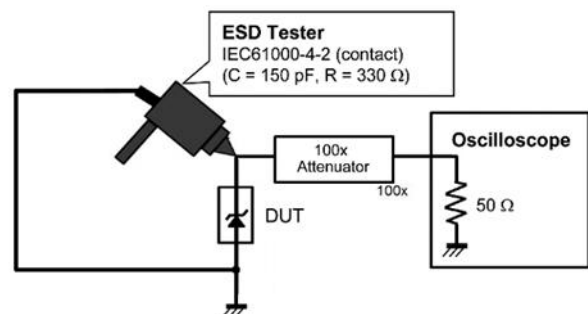 ESD Tester
IEC61000-4-2 (contact)
(C = 150 pF, R = 330 Ω)
100x
Attenuator
100x
Oscilloscope
50 Ω
DUT